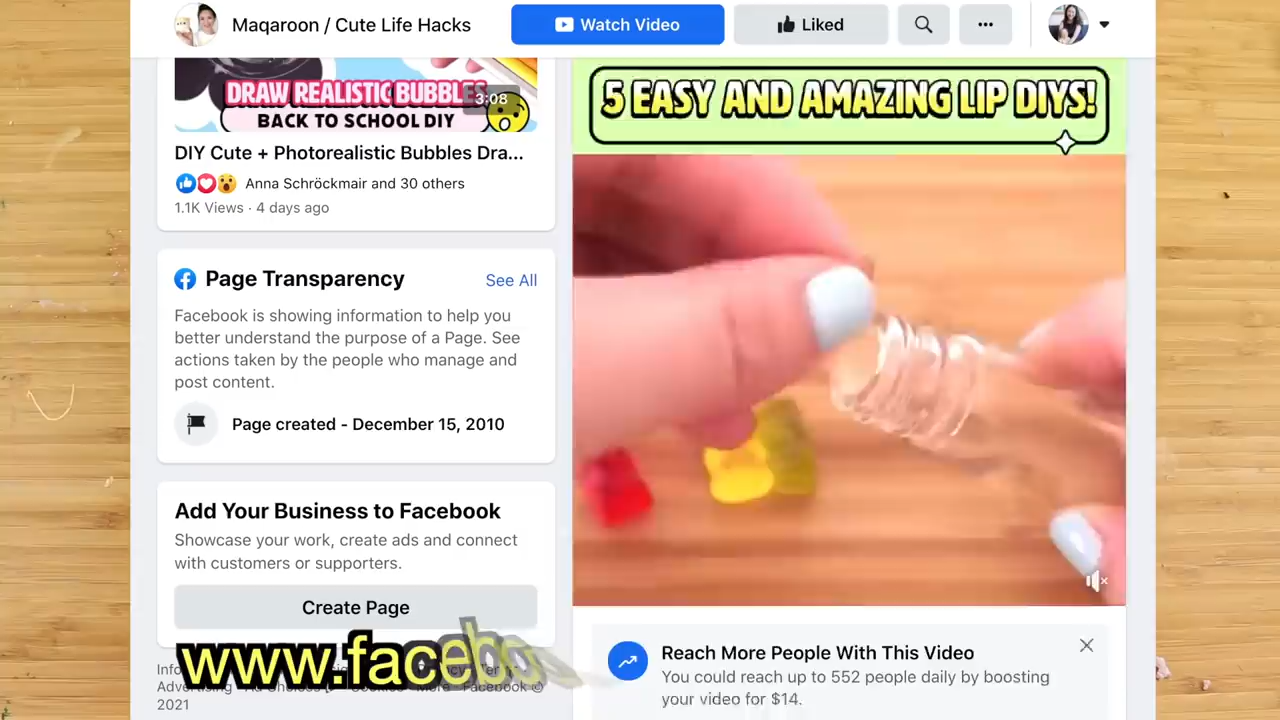 Maqaroon / Cute Life Hacks
Watch Video
Liked
DRAW REALISTIC BUBBLES
3:08
BACK TO SCHOOL DIY
DIY Cute + Photorealistic Bubbles Dra...
Anna Schröckmair and 30 others
1.1K Views · 4 days ago
Page Transparency
See All
Facebook is showing information to help you
better understand the purpose of a Page. See
actions taken by the people who manage and
post content.
Page created - December 15, 2010
Add Your Business to Facebook
Showcase your work, create ads and connect
with customers or supporters.
Create Page
www.facebo
Advertising
Facebook ©
2021
5 EASY AND AMAZING LIP DIYS!
Reach More People With This Video
You could reach up to 552 people daily by boosting
your video for $14.